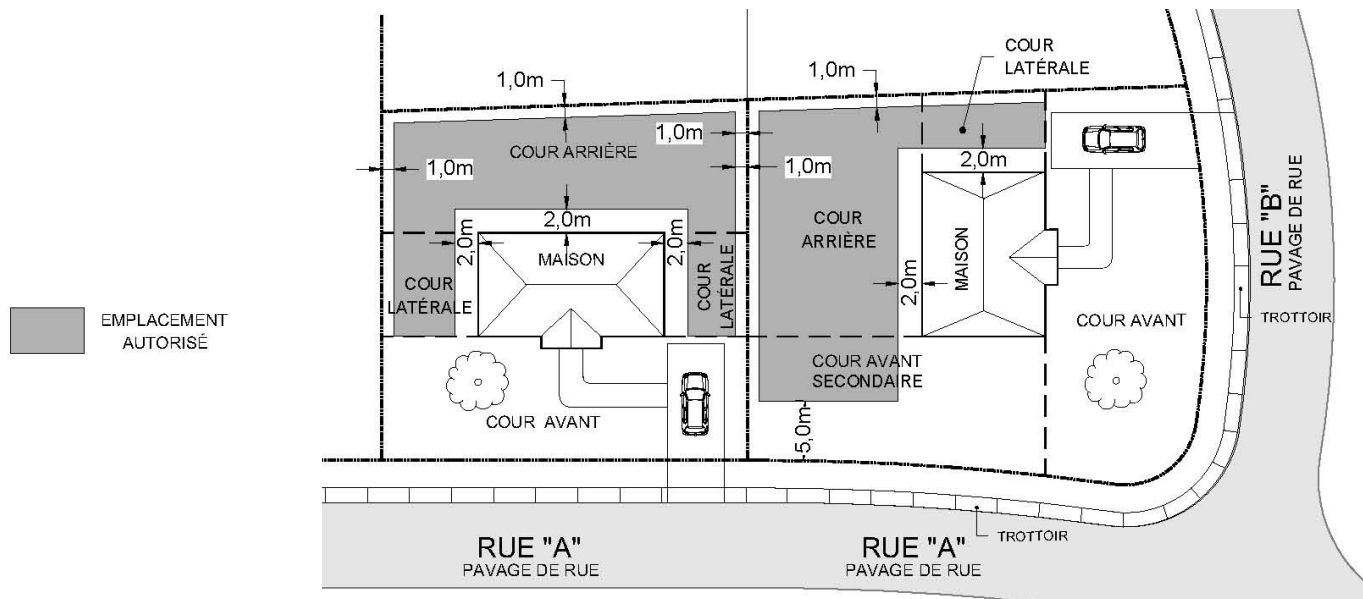 COUR
LATÉRALE
1,0m
1,0m
1,0m
COUR ARRIÈRE
1,0m
1,0m
2,0m
2,0m
2,0m
MAISON
COUR
LATÉRALE
COUR
LATÉRALE
COUR AVANT
COUR
ARRIÈRE
2,0m
2,0m
MAISON
COUR AVANT
SECONDAIRE
5,0m
COUR AVANT
RUE "B"
PAVAGE DE RUE
TROTTOIR
EMPLACEMENT
AUTORISÉ
TROTTOIR
RUE "A"
PAVAGE DE RUE
RUE "A"
PAVAGE DE RUE